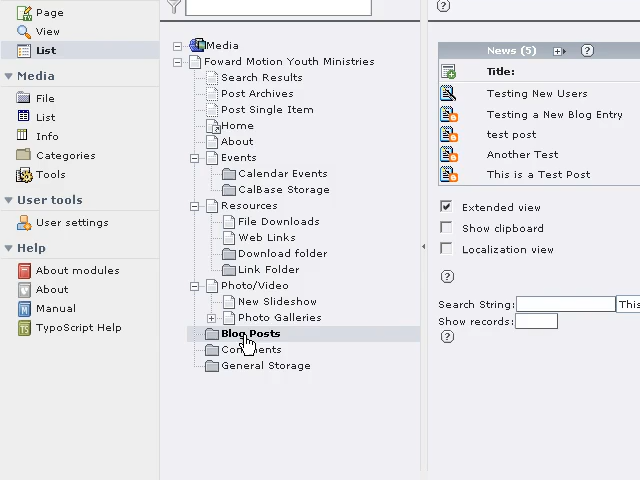 Page
View
List
Media
File
List
Info
Categories
Tools
User tools
User settings
Help
About modules
About
Manual
TypoScript Help
Media
Foward Motion Youth Ministries
Search Results
Post Archives
Post Single Item
Home
About
Events
Calendar Events
CalBase Storage
Resources
File Downloads
Web Links
Download folder
Link Folder
Photo/Video
New Slideshow
Photo Galleries
Blog Posts
Comments
General Storage
News (5)
Title:
Testing New Users
Testing a New Blog Entry
test post
Another Test
This is a Test Post
Extended view
Show clipboard
Localization view
Search String:
This
Show records: